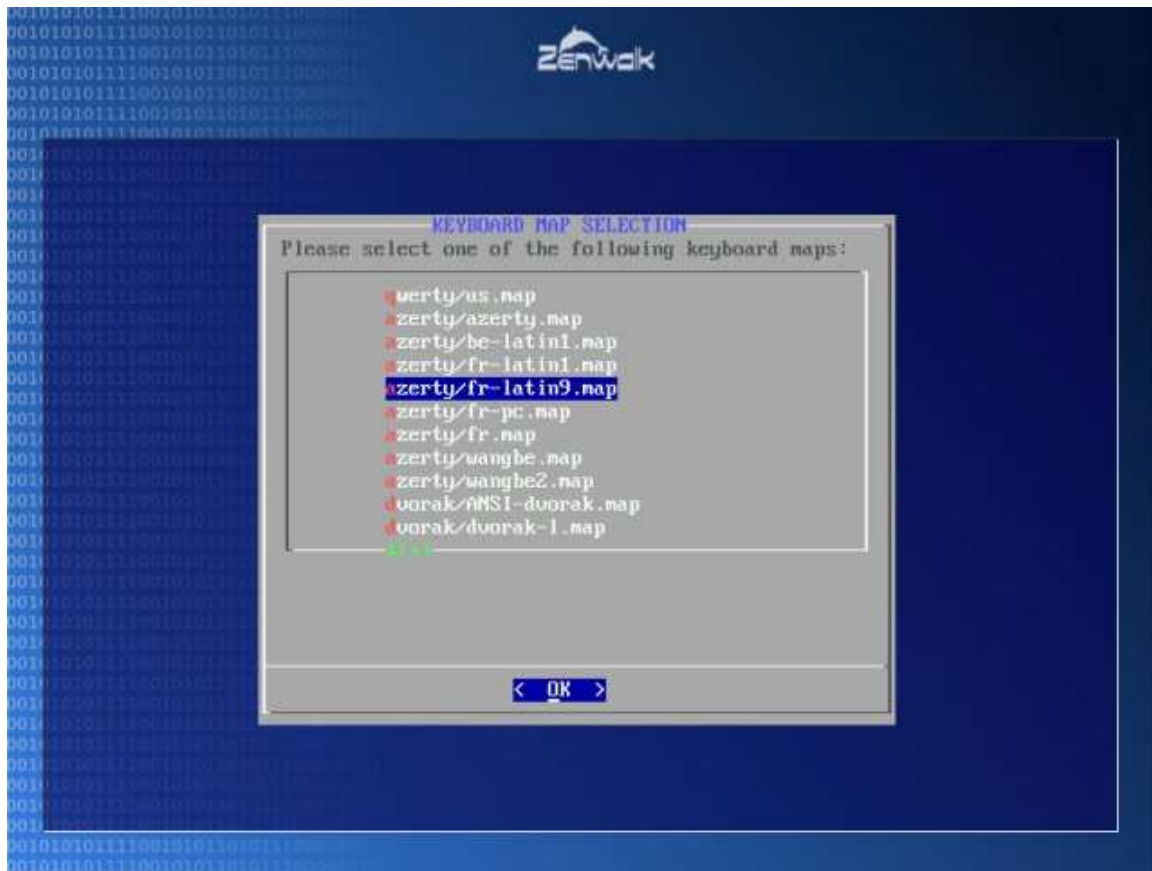 Zenwalk
KEYBOARD MAP SELECTION
Please select one of the following keyboard maps:
qwerty/us.map
azerty/azerty.map
azerty/be-latin1.map
azerty/fr-latin1.map
azerty/fr-latin9.map
azerty/fr-pc.map
azerty/fr.map
azerty/wangbe.map
azerty/wangbe2.map
dvorak/ANSI-dvorak.map
dvorak/dvorak-l.map
< OK >